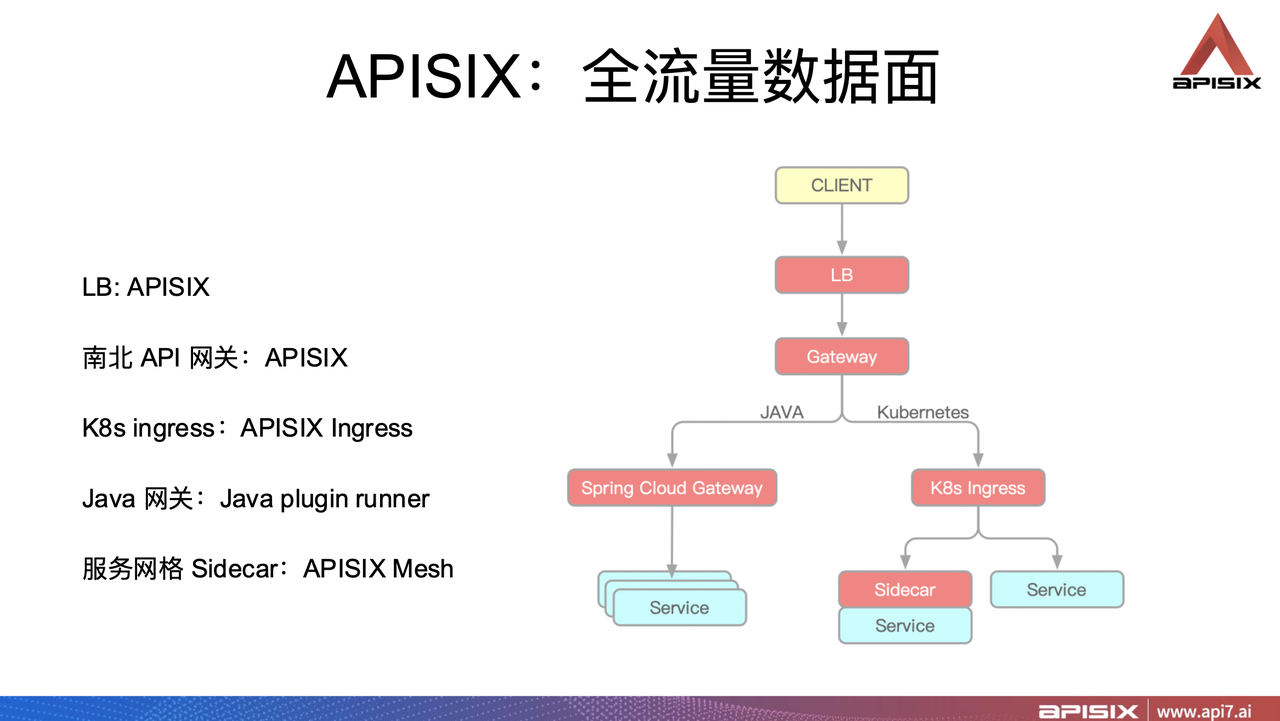 APISIX：全流量数据面
APISIX
LB: APISIX
南北 API 网关：APISIX
K8s ingress：APISIX Ingress
Java 网关：Java plugin runner
服务网格 Sidecar：APISIX Mesh
CLIENT
LB
Gateway
JAVA
Kubernetes
Spring Cloud Gateway
K8s Ingress
Service
Sidecar
Service
Service
APISIX
www.api7.ai